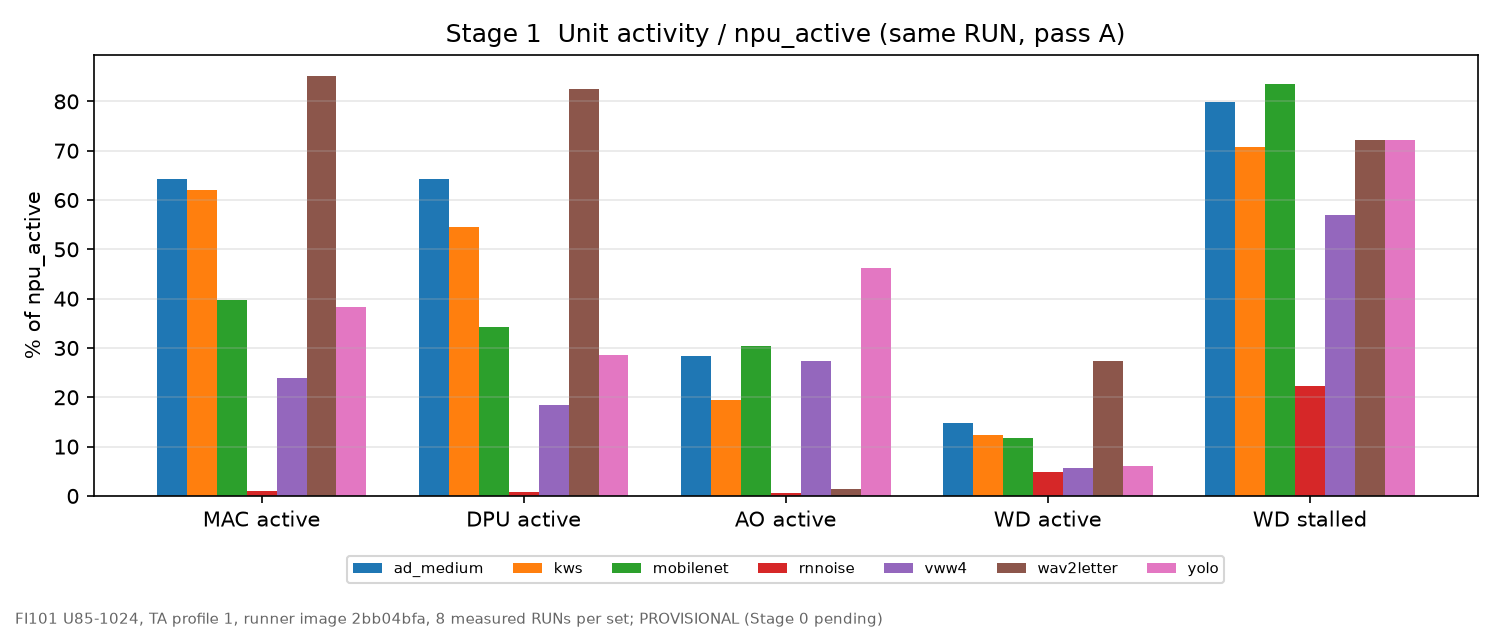 Stage 1  Unit activity / npu_active (same RUN, pass A)
% of npu_active
80
70
60
50
40
30
20
10
0
MAC active
DPU active
AO active
WD active
WD stalled
ad_medium
kws
mobilenet
rnnoise
vww4
wav2letter
yolo
FI101 U85-1024, TA profile 1, runner image 2bb04bfa, 8 measured RUNs per set; PROVISIONAL (Stage 0 pending)